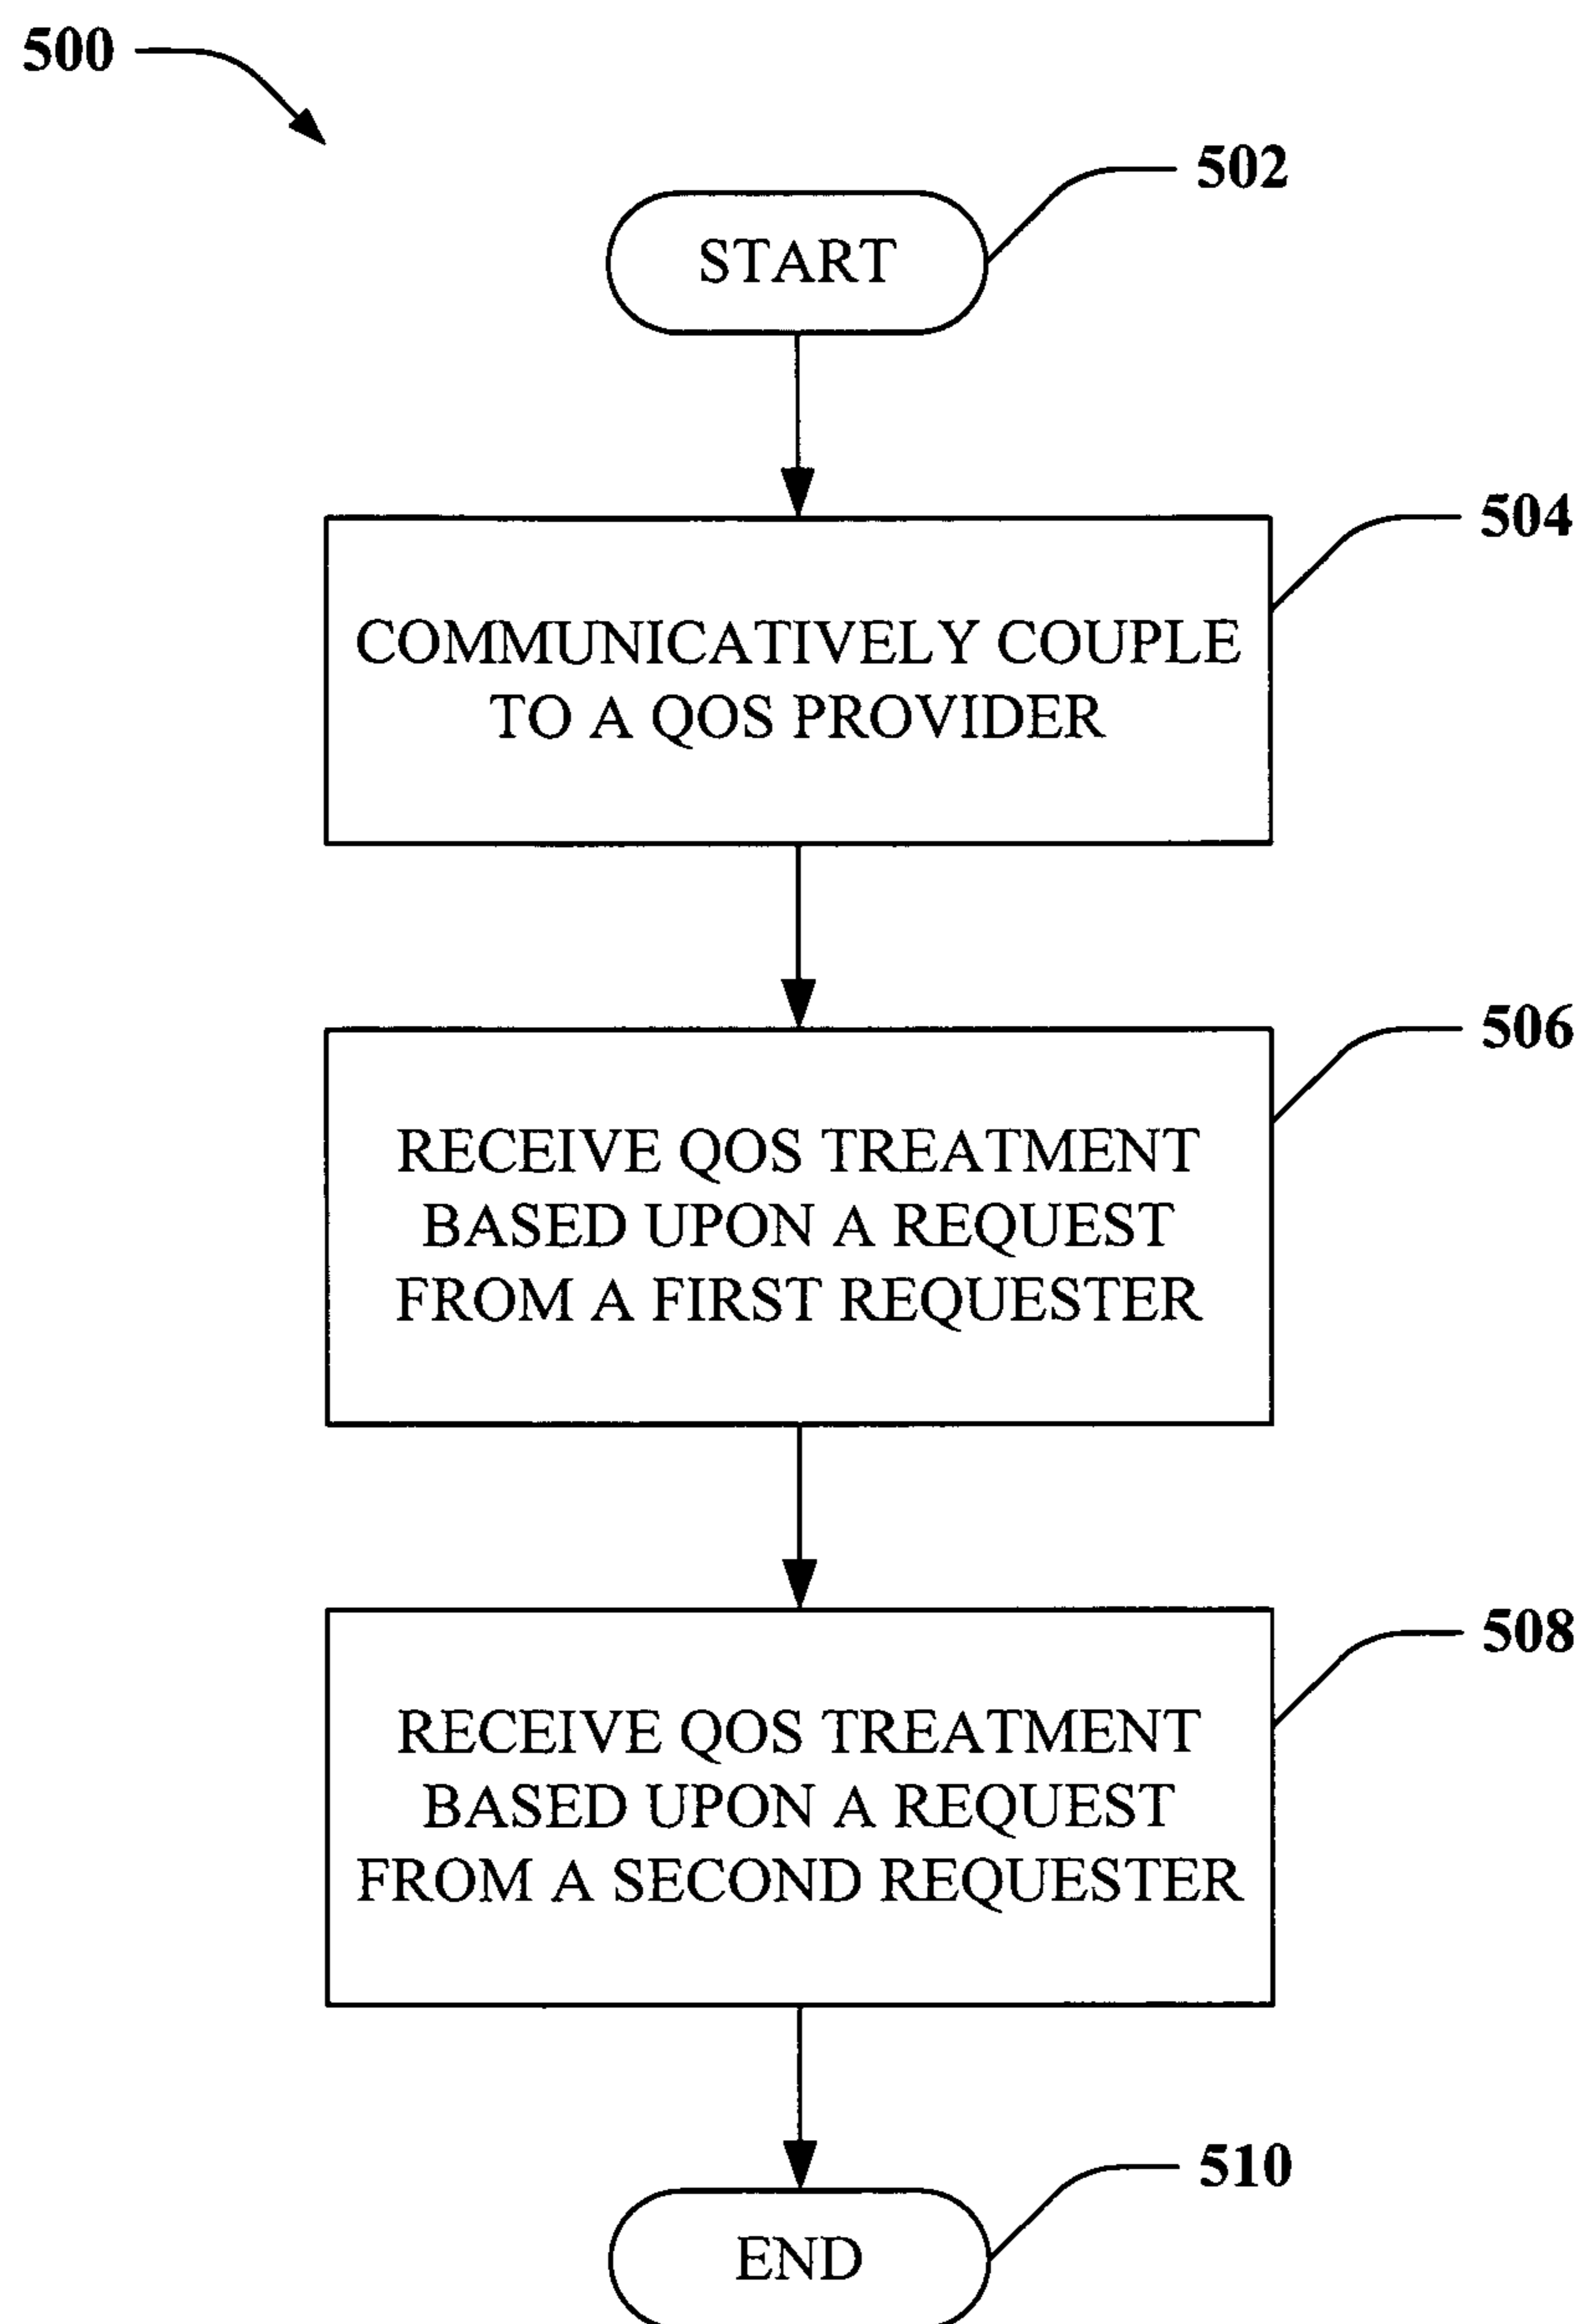 500
502
START
504
COMMUNICATIVELY COUPLE
TO A QOS PROVIDER
506
RECEIVE QOS TREATMENT
BASED UPON A REQUEST
FROM A FIRST REQUESTER
508
RECEIVE QOS TREATMENT
BASED UPON A REQUEST
FROM A SECOND REQUESTER
510
END